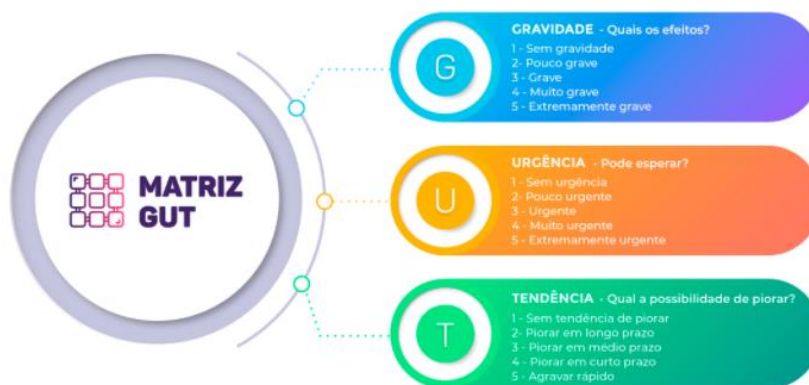 MATRIZ
GUT
G
GRAVIDADE - Quais os efeitos?
1 - Sem gravidade
2- Pouco grave
3 - Grave
4 - Muito grave
5 - Extremamente grave
U
URGÊNCIA - Pode esperar?
1 - Sem urgência
2- Pouco urgente
3 - Urgente
4 - Muito urgente
5 - Extremamente urgente
T
TENDÊNCIA - Qual a possibilidade de piorar?
1 - Sem tendência de piorar
2- Piorar em longo prazo
3 - Piorar em médio prazo
4 - Piorar em curto prazo
5 - Agravar rápido